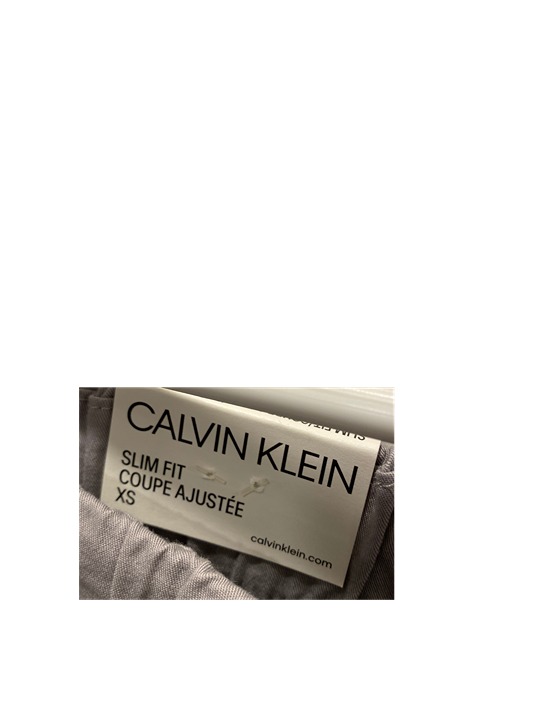 CALVIN KLEIN
SLIM FIT
COUPE AJUSTÉE
XS
calvinklein.com